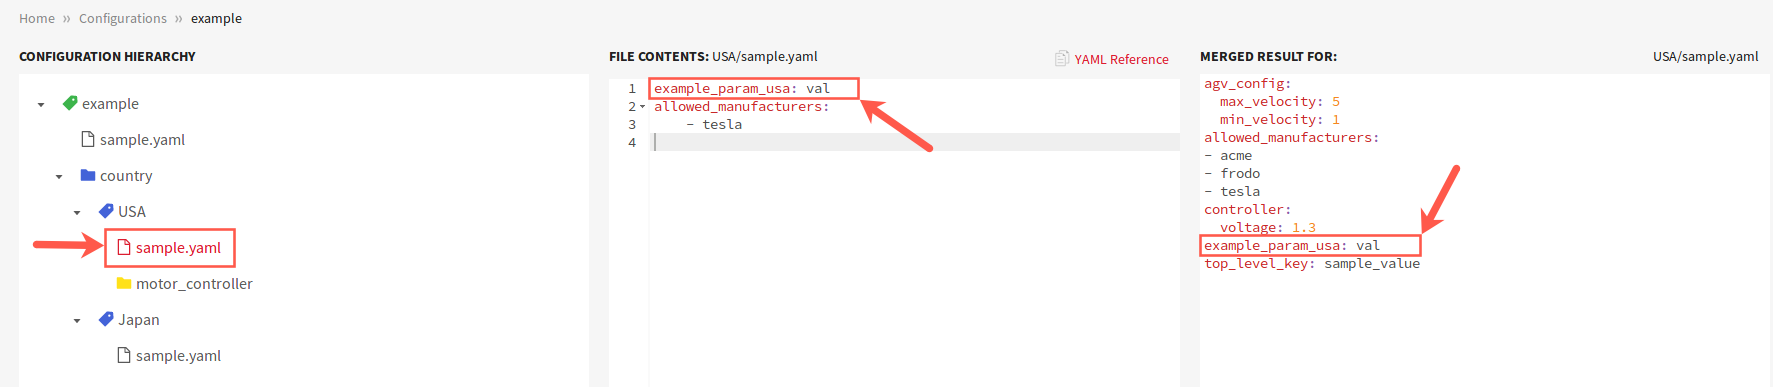 Home » Configurations » example
CONFIGURATION HIERARCHY
example
sample.yaml
country
USA
sample.yaml
motor_controller
Japan
sample.yaml
FILE CONTENTS: USA/sample.yaml
YAML Reference
1 example_param_usa: val
2 allowed_manufacturers:
3 - tesla
4
MERGED RESULT FOR: USA/sample.yaml
agv_config:
max_velocity: 5
min_velocity: 1
allowed_manufacturers:
- acme
- frodo
- tesla
controller:
voltage: 1.3
example_param_usa: val
top_level_key: sample_value